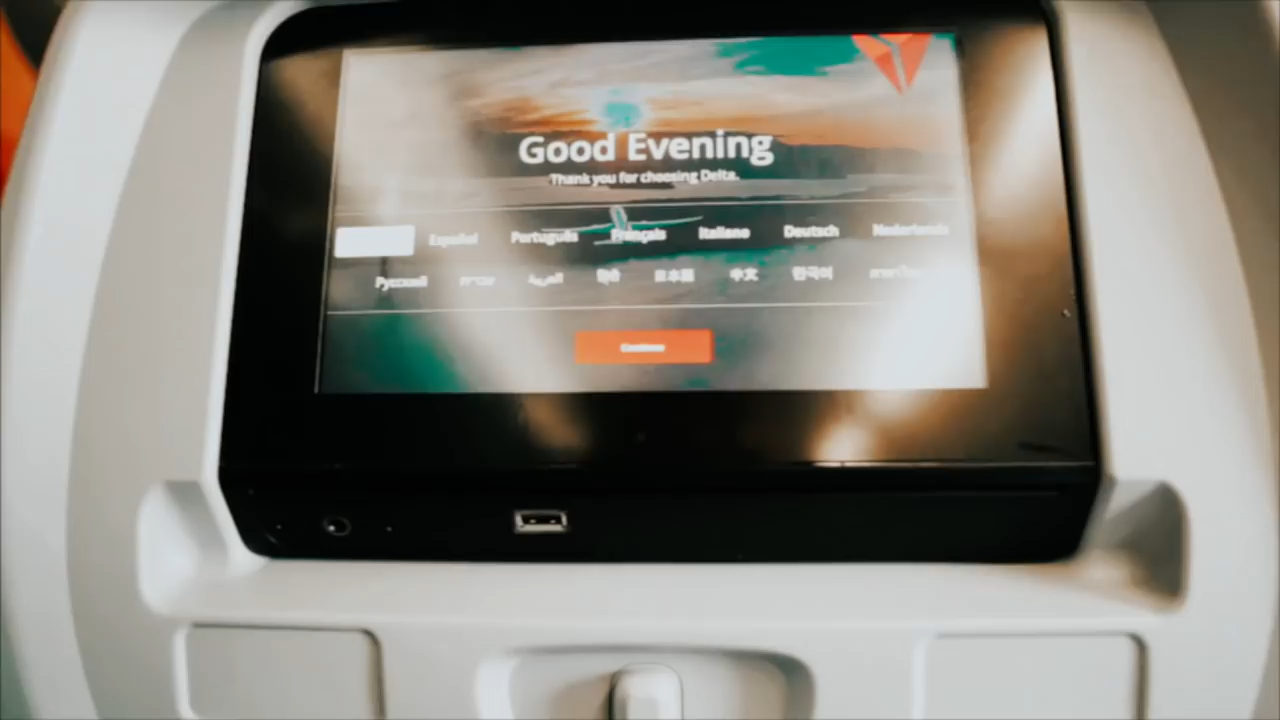 Good Evening
Thank you for choosing Delta.
Español Português Français Italiano Deutsch Nederlands
Русский עברית العربية हिंदी 日本語 中文 한국어
Continue